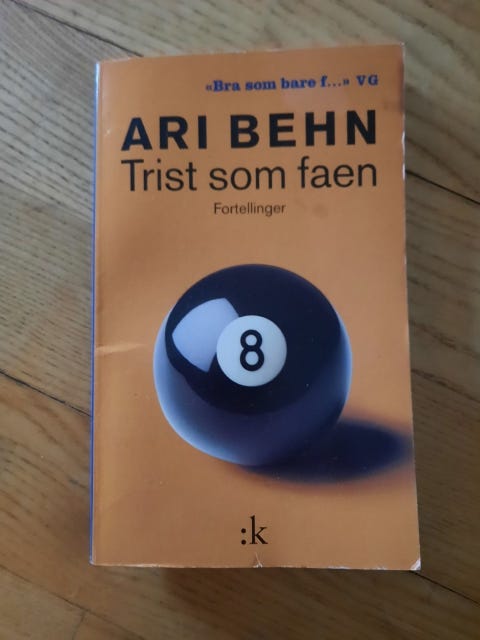 «Bra som bare f...» VG
ARI BEHN
Trist som faen
Fortellinger
8
:k